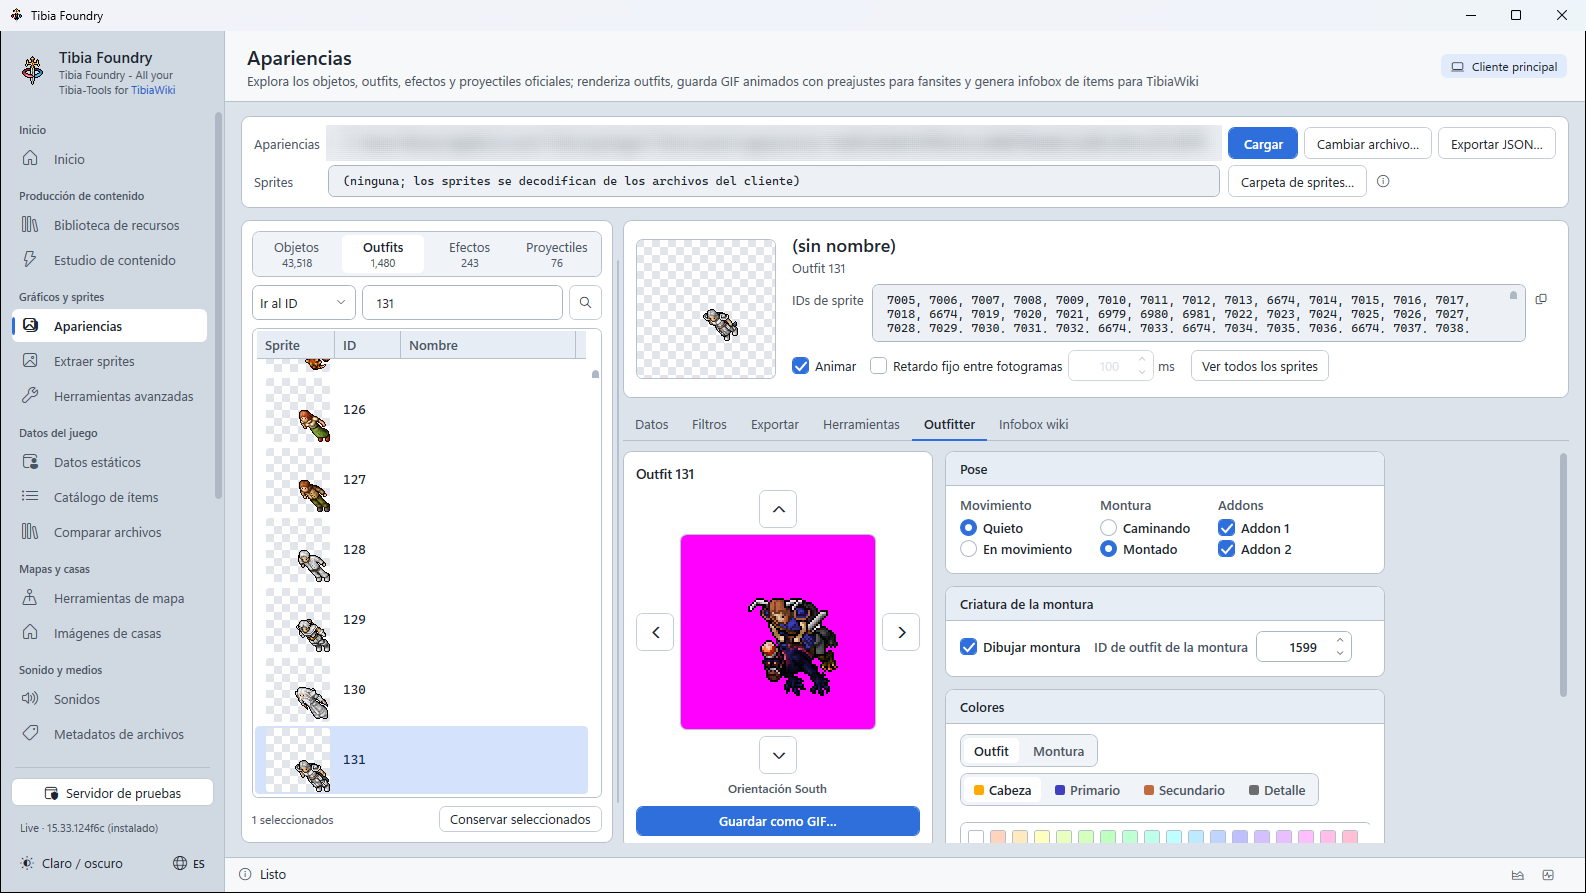 Tibia Foundry
Tibia Foundry
Tibia Foundry - All your
Tibia-Tools for TibiaWiki
Inicio
Inicio
Producción de contenido
Biblioteca de recursos
Estudio de contenido
Gráficos y sprites
Apariencias
Extraer sprites
Herramientas avanzadas
Datos del juego
Datos estáticos
Catálogo de ítems
Comparar archivos
Mapas y casas
Herramientas de mapa
Imágenes de casas
Sonido y medios
Sonidos
Metadatos de archivos
Servidor de pruebas
Live · 15.33.124f6c (instalado)
Claro / oscuro ES
Apariencias
Explora los objetos, outfits, efectos y proyectiles oficiales; renderiza outfits, guarda GIF animados con preajustes para fansites y genera infobox de ítems para TibiaWiki
Cliente principal
Apariencias Cargar Cambiar archivo... Exportar JSON...
Sprites (ninguna; los sprites se decodifican de los archivos del cliente) Carpeta de sprites...
Objetos Outfits Efectos Proyectiles
43,518 1,480 243 76
Ir al ID 131
Sprite ID Nombre
126
127
128
129
130
131
1 seleccionados Conservar seleccionados
(sin nombre)
Outfit 131
IDs de sprite
7005, 7006, 7007, 7008, 7009, 7010, 7011, 7012, 7013, 6674, 7014, 7015, 7016, 7017,
7018, 6674, 7019, 7020, 7021, 6979, 6980, 6981, 7022, 7023, 7024, 7025, 7026, 7027,
7028, 7029, 7030, 7031, 7032, 6674, 7033, 6674, 7034, 7035, 7036, 6674, 7037, 7038,
Animar Retardo fijo entre fotogramas 100 ms Ver todos los sprites
Datos Filtros Exportar Herramientas Outfitter Infobox wiki
Outfit 131
Orientación South
Guardar como GIF...
Pose
Movimiento Montura Addons
Quieto Caminando Addon 1
En movimiento Montado Addon 2
Criatura de la montura
Dibujar montura ID de outfit de la montura 1599
Colores
Outfit Montura
Cabeza Primario Secundario Detalle
Listo